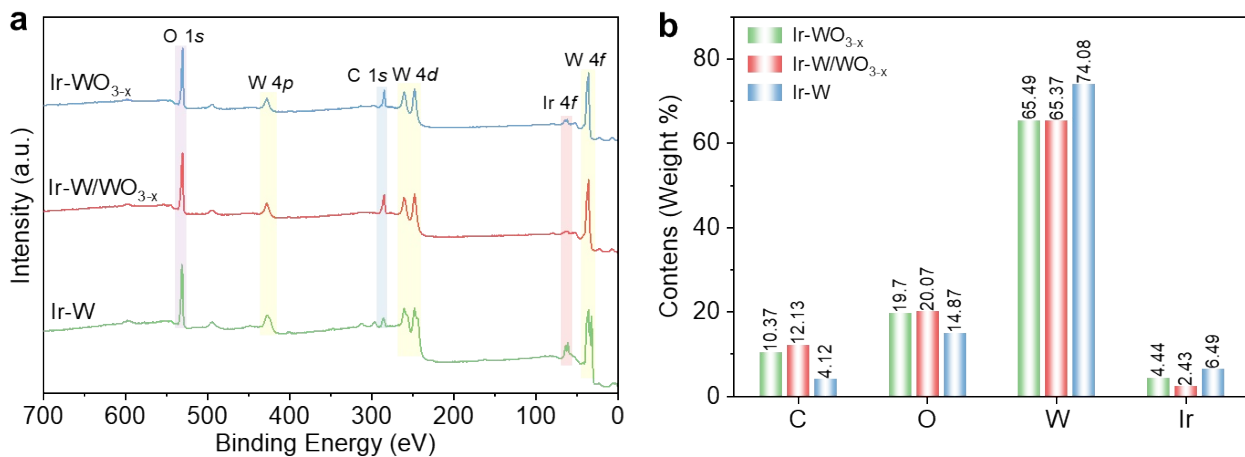 a
O 1s
W 4p
C 1s
W 4d
Ir 4f
W 4f
Ir-WO3-x
Ir-W/WO3-x
Ir-W
Intensity (a.u.)
700 600 500 400 300 200 100 0
Binding Energy (eV)
b
Ir-WO3-x
Ir-W/WO3-x
Ir-W
Contens (Weight %)
80
60
40
20
0
10.37
12.13
4.12
19.7
20.07
14.87
65.49
65.37
74.08
4.44
2.43
6.49
C O W Ir